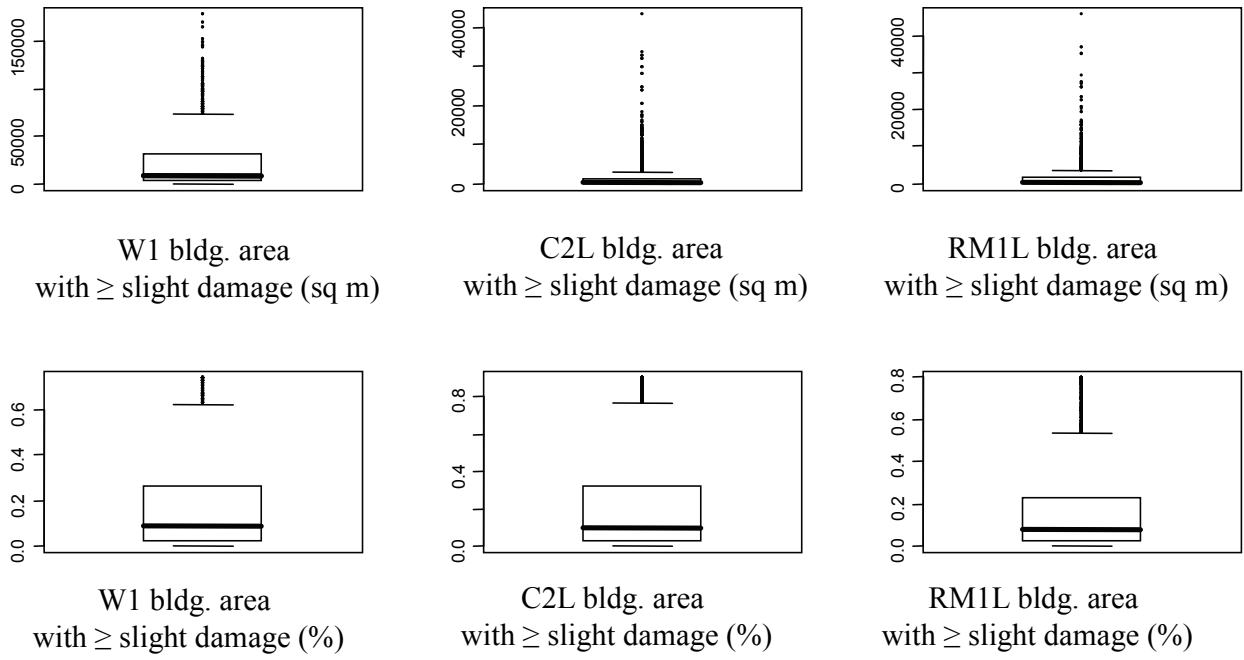 150000
50000
0
40000
20000
0
40000
20000
0
W1 bldg. area
with ≥ slight damage (sq m)
C2L bldg. area
with ≥ slight damage (sq m)
RM1L bldg. area
with ≥ slight damage (sq m)
0.6
0.4
0.2
0.0
0.8
0.4
0.0
0.8
0.6
0.4
0.2
0.0
W1 bldg. area
with ≥ slight damage (%)
C2L bldg. area
with ≥ slight damage (%)
RM1L bldg. area
with ≥ slight damage (%)